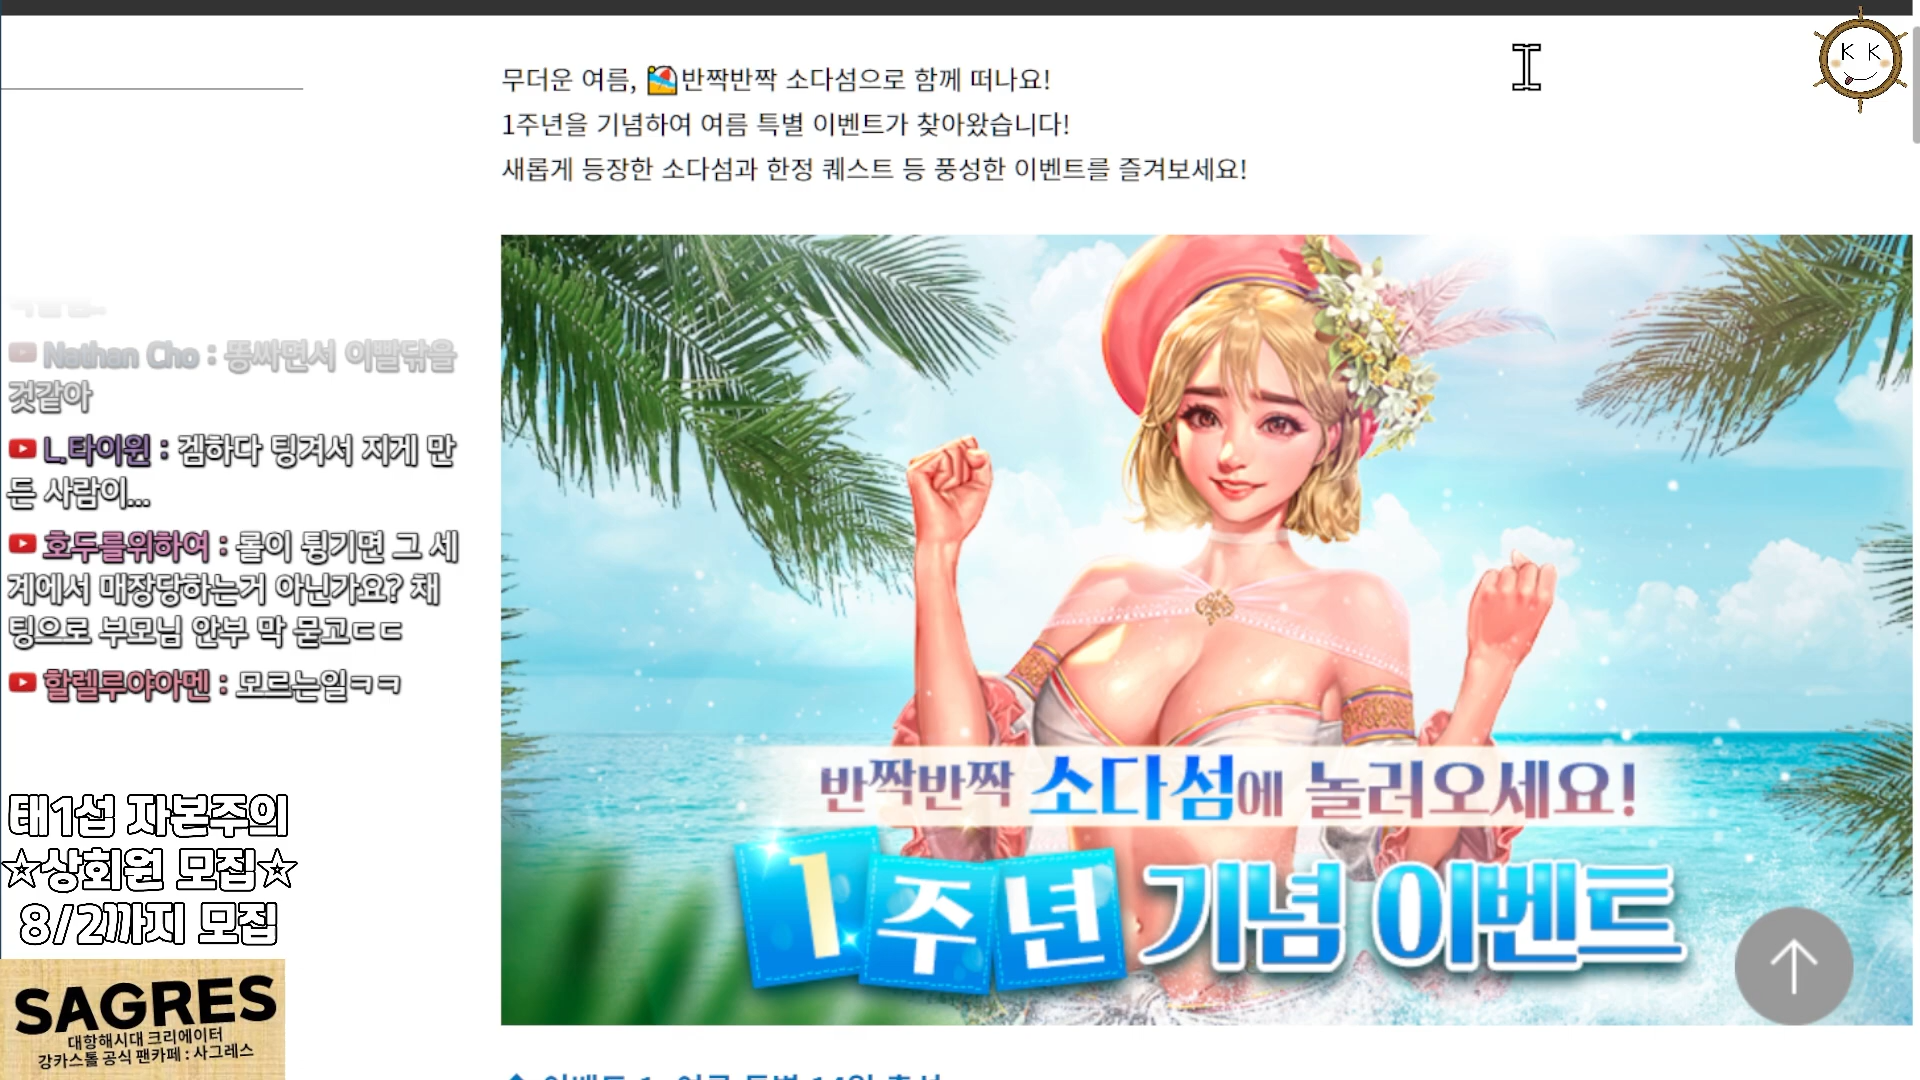 무더운 여름, 🏖반짝반짝 소다섬으로 함께 떠나요!
1주년을 기념하여 여름 특별 이벤트가 찾아왔습니다!
새롭게 등장한 소다섬과 한정 퀘스트 등 풍성한 이벤트를 즐겨보세요!
K K
Nathan Cho : 똥싸면서 이빨닦을
것같아
L.타이윈 : 겜하다 팅겨서 지게 만
든 사람이...
호두를위하여 : 롤이 튕기면 그 세
계에서 매장당하는거 아닌가요? 채
팅으로 부모님 안부 막 묻고ㄷㄷ
할렐루야아멘 : 모르는일ㅋㅋ
반짝반짝 소다섬에 놀러오세요!
1주년 기념 이벤트
태1섭 자본주의
☆상회원 모집☆
8/2까지 모집
SAGRES
대항해시대 크리에이터
강카스톨 공식 팬카페 : 사그레스